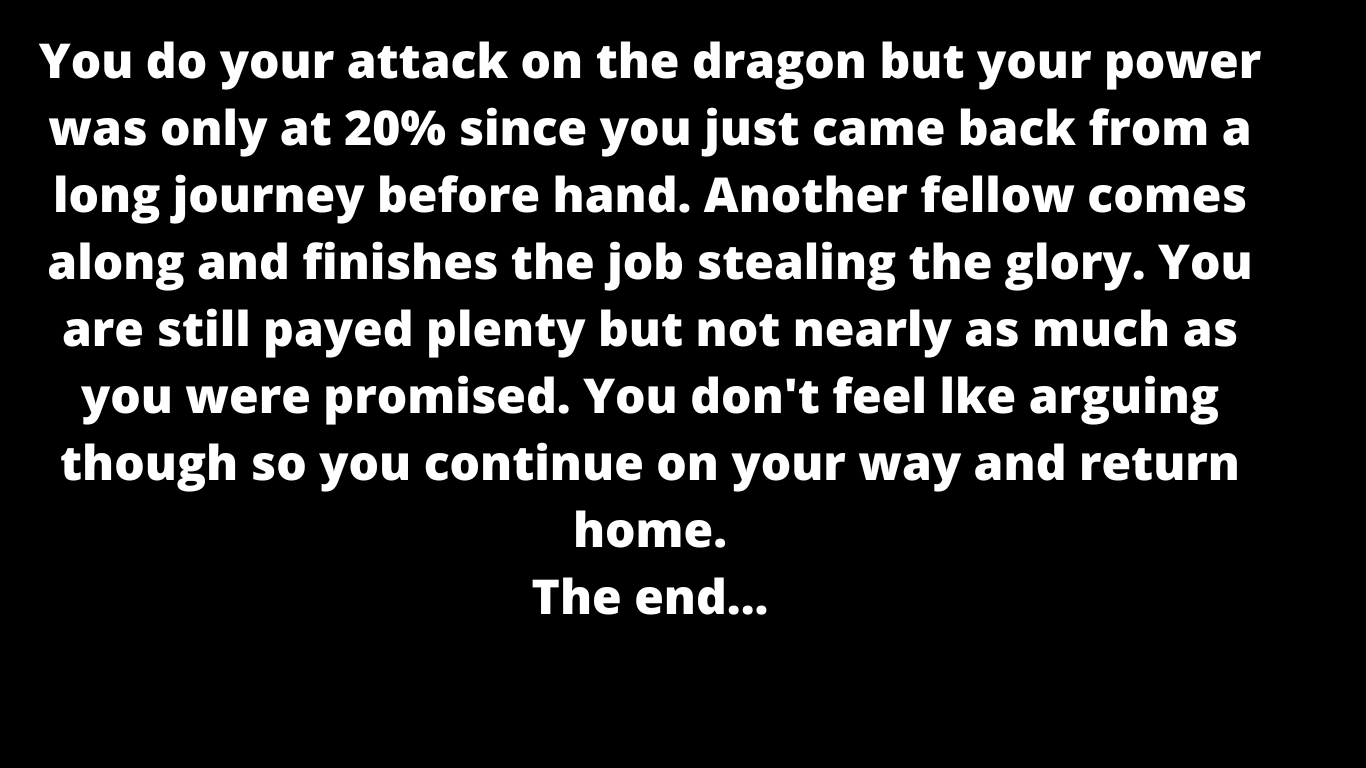 You do your attack on the dragon but your power
was only at 20% since you just came back from a
long journey before hand. Another fellow comes
along and finishes the job stealing the glory. You
are still payed plenty but not nearly as much as
you were promised. You don't feel lke arguing
though so you continue on your way and return
home.
The end...